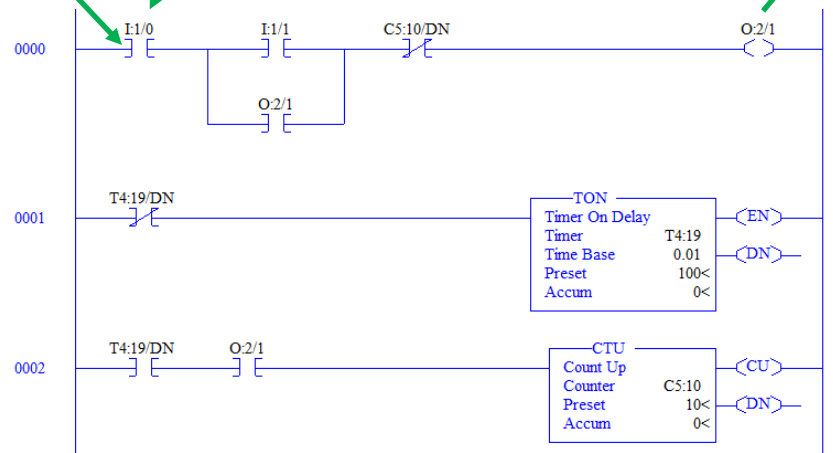 I:1/0 I:1/1 C5:10/DN O:2/1
0000
O:2/1
T4:19/DN
0001
TON
Timer On Delay EN
Timer T4:19
Time Base 0.01 DN
Preset 100<
Accum 0<
T4:19/DN O:2/1
0002
CTU
Count Up CU
Counter C5:10
Preset 10< DN
Accum 0<